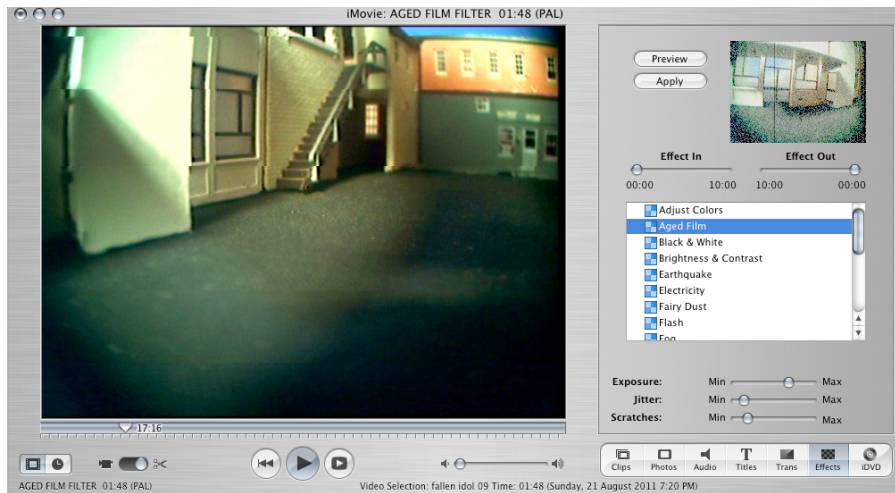 iMovie: AGED FILM FILTER 01:48 (PAL)
Preview
Apply
Effect In
Effect Out
00:00 10:00 10:00 00:00
Adjust Colors
Aged Film
Black & White
Brightness & Contrast
Earthquake
Electricity
Fairy Dust
Flash
Fog
Exposure: Min Max
Jitter: Min Max
Scratches: Min Max
17:16
Clips Photos Audio Titles Trans Effects iDVD
AGED FILM FILTER 01:48 (PAL)
Video Selection: fallen idol 09 Time: 01:48 (Sunday, 21 August 2011 7:20 PM)